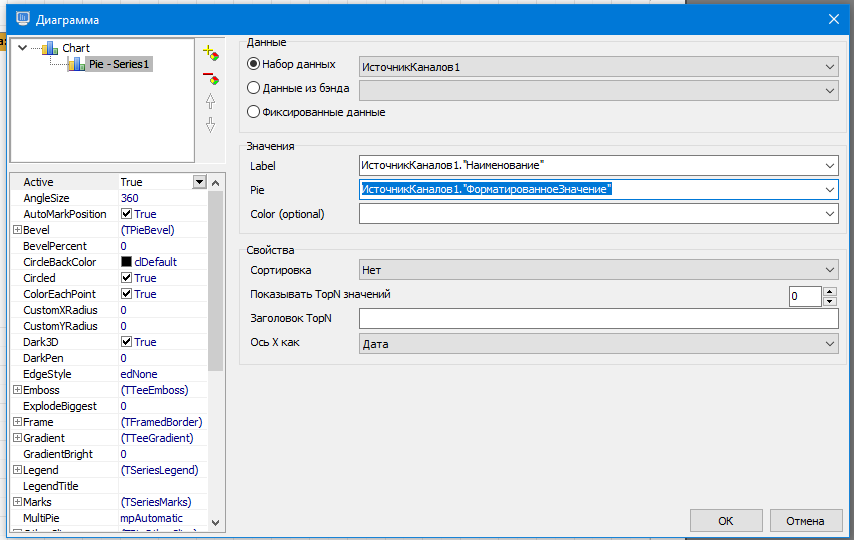 Диаграмма
Chart
Pie - Series1
Данные
Набор данных ИсточникКаналов1
Данные из бэнда
Фиксированные данные
Значения
Label ИсточникКаналов1."Наименование"
Pie ИсточникКаналов1."ФорматированноеЗначение"
Color (optional)
Свойства
Сортировка Нет
Показывать TopN значений 0
Заголовок TopN
Ось X как Дата
Active True
AngleSize 360
AutoMarkPosition True
Bevel (TPieBevel)
BevelPercent 0
CircleBackColor clDefault
Circled True
ColorEachPoint True
CustomXRadius 0
CustomYRadius 0
Dark3D True
DarkPen 0
EdgeStyle edNone
Emboss (TTeeEmboss)
ExplodeBiggest 0
Frame (TFramedBorder)
Gradient (TTeeGradient)
GradientBright 0
Legend (TSeriesLegend)
LegendTitle
Marks (TSeriesMarks)
MultiPie mpAutomatic
OK Отмена